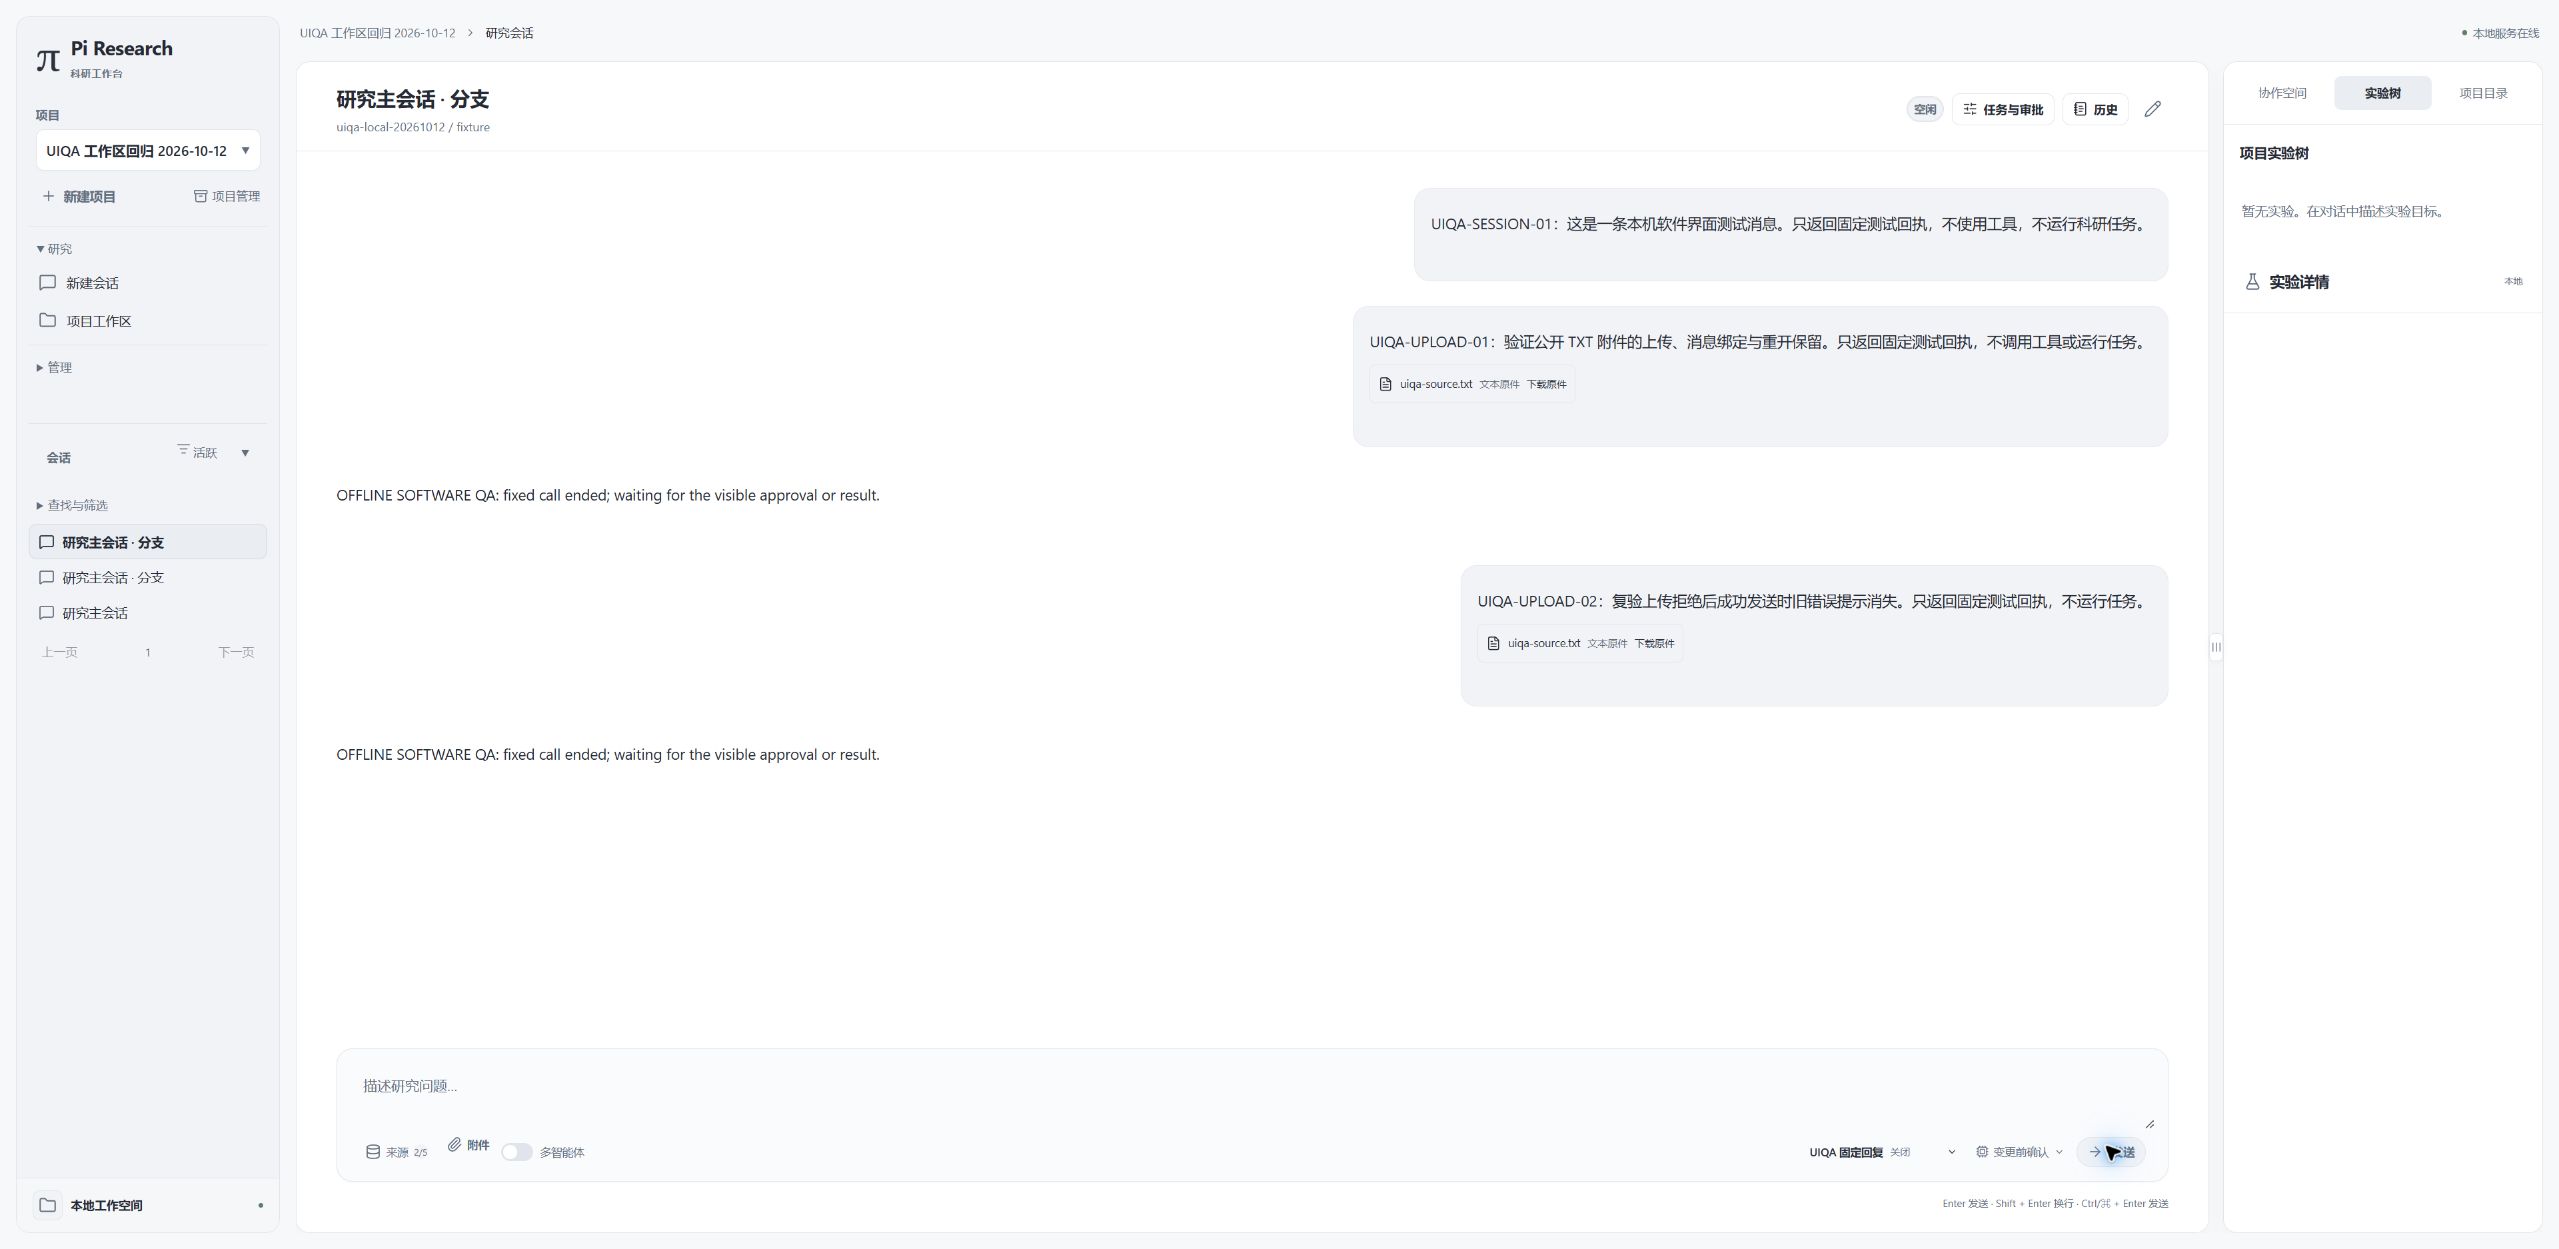 π
Pi Research
科研工作台
项目
UIQA 工作区回归 2026-10-12
新建项目
项目管理
研究
新建会话
项目工作区
管理
会话
活跃
查找与筛选
研究主会话 · 分支
研究主会话 · 分支
研究主会话
上一页 1 下一页
本地工作空间
UIQA 工作区回归 2026-10-12 > 研究会话
本地服务在线
研究主会话 · 分支
uiqa-local-20261012 / fixture
空闲
任务与审批
历史
UIQA-SESSION-01：这是一条本机软件界面测试消息。只返回固定测试回执，不使用工具，不运行科研任务。
UIQA-UPLOAD-01：验证公开 TXT 附件的上传、消息绑定与重开保留。只返回固定测试回执，不调用工具或运行任务。
uiqa-source.txt 文本原件 下载原件
OFFLINE SOFTWARE QA: fixed call ended; waiting for the visible approval or result.
UIQA-UPLOAD-02：复验上传拒绝后成功发送时旧错误提示消失。只返回固定测试回执，不运行任务。
uiqa-source.txt 文本原件 下载原件
OFFLINE SOFTWARE QA: fixed call ended; waiting for the visible approval or result.
描述研究问题...
来源 2/5
附件
多智能体
UIQA 固定回复 关闭
变更前确认
送
Enter 发送 · Shift + Enter 换行 · Ctrl/⌘ + Enter 发送
协作空间
实验树
项目目录
项目实验树
暂无实验。在对话中描述实验目标。
实验详情
本地